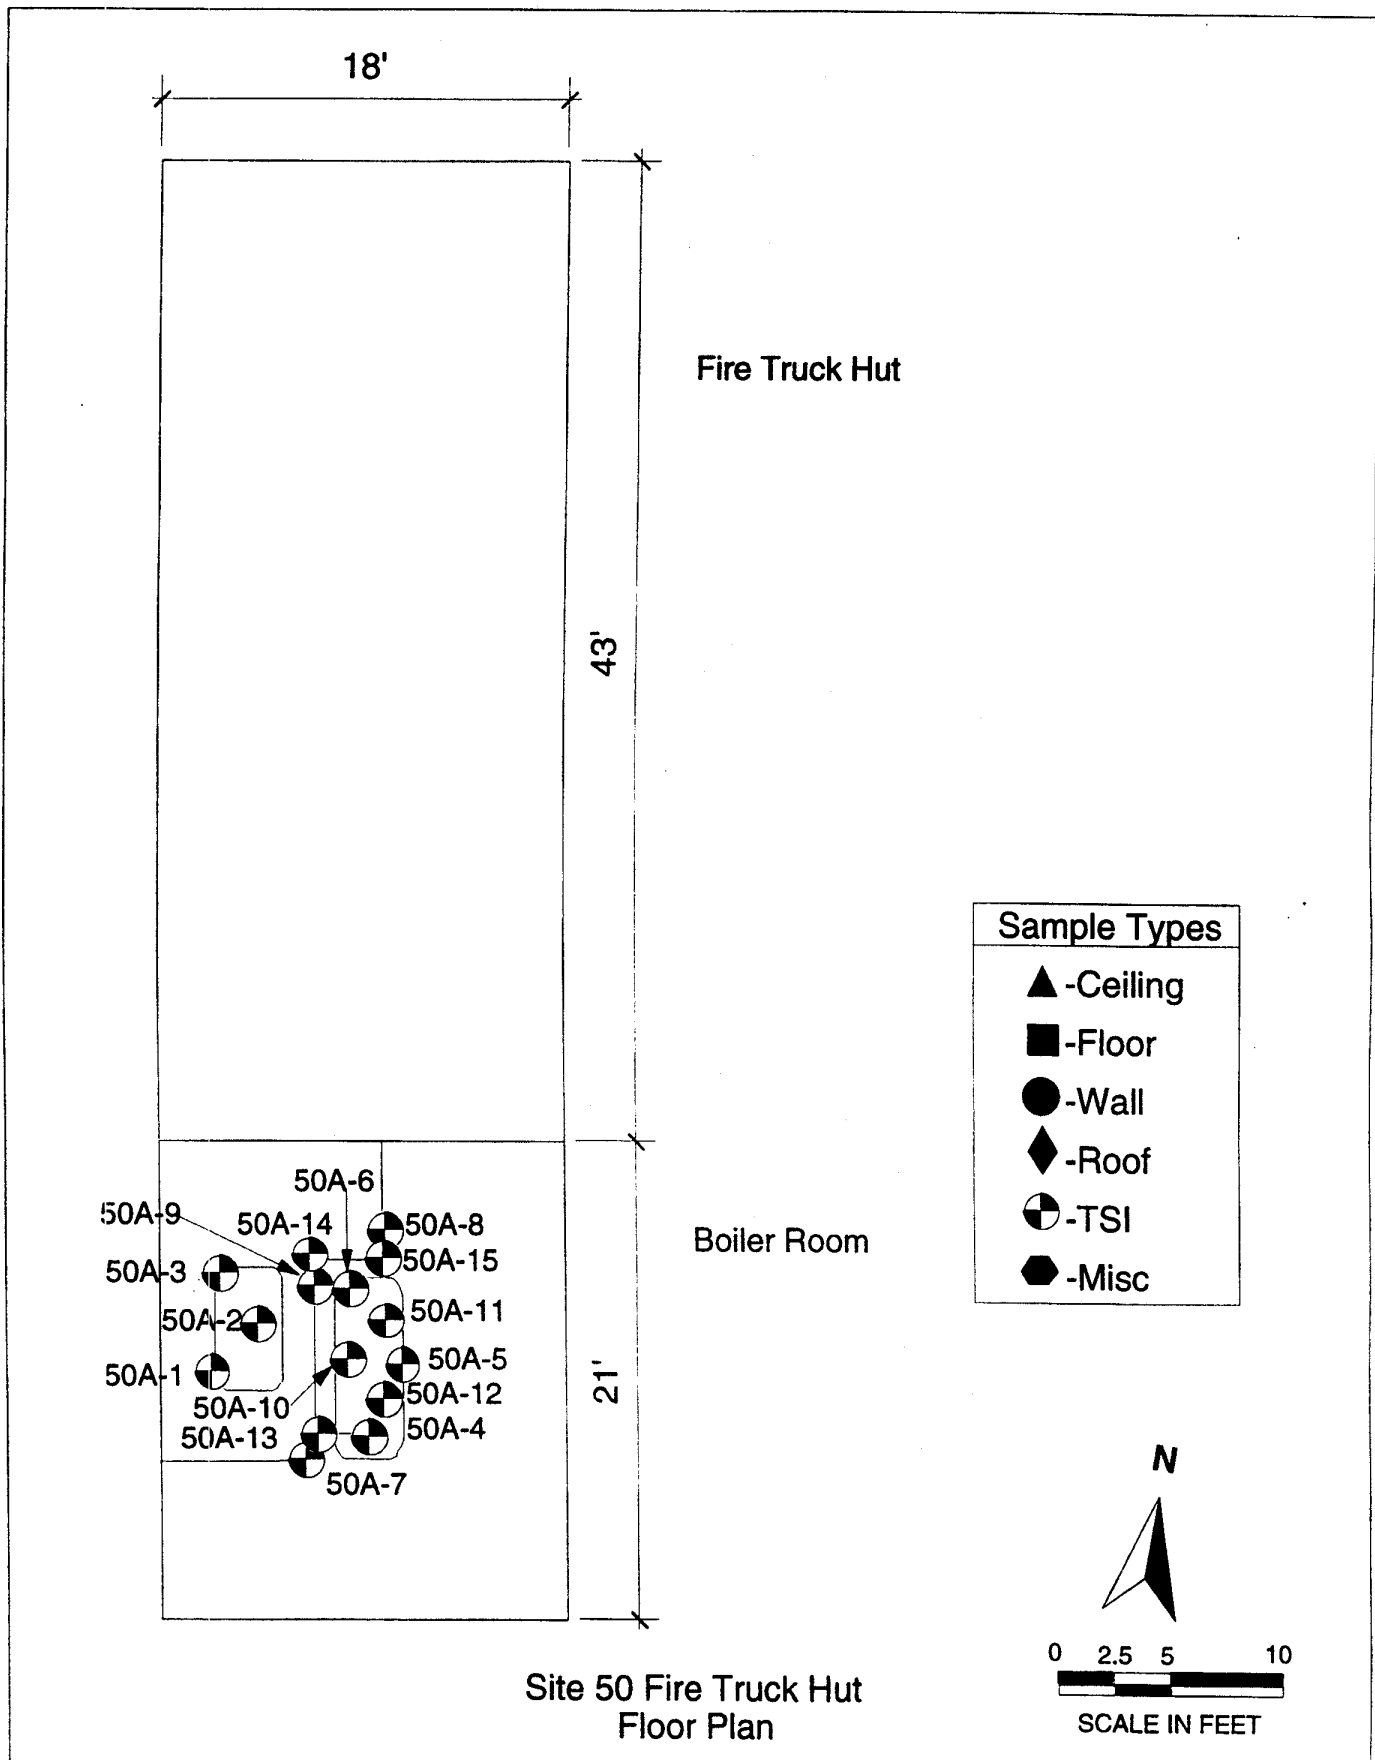 18'
Fire Truck Hut
43'
Sample Types
-Ceiling
-Floor
-Wall
-Roof
-TSI
-Misc
50A-6
50A-9
50A-14
50A-8
50A-15
50A-3
50A-11
50A-2
50A-5
50A-1
50A-12
50A-10
50A-4
50A-13
50A-7
Boiler Room
21'
N
0 2.5 5 10
SCALE IN FEET
Site 50 Fire Truck Hut
Floor Plan